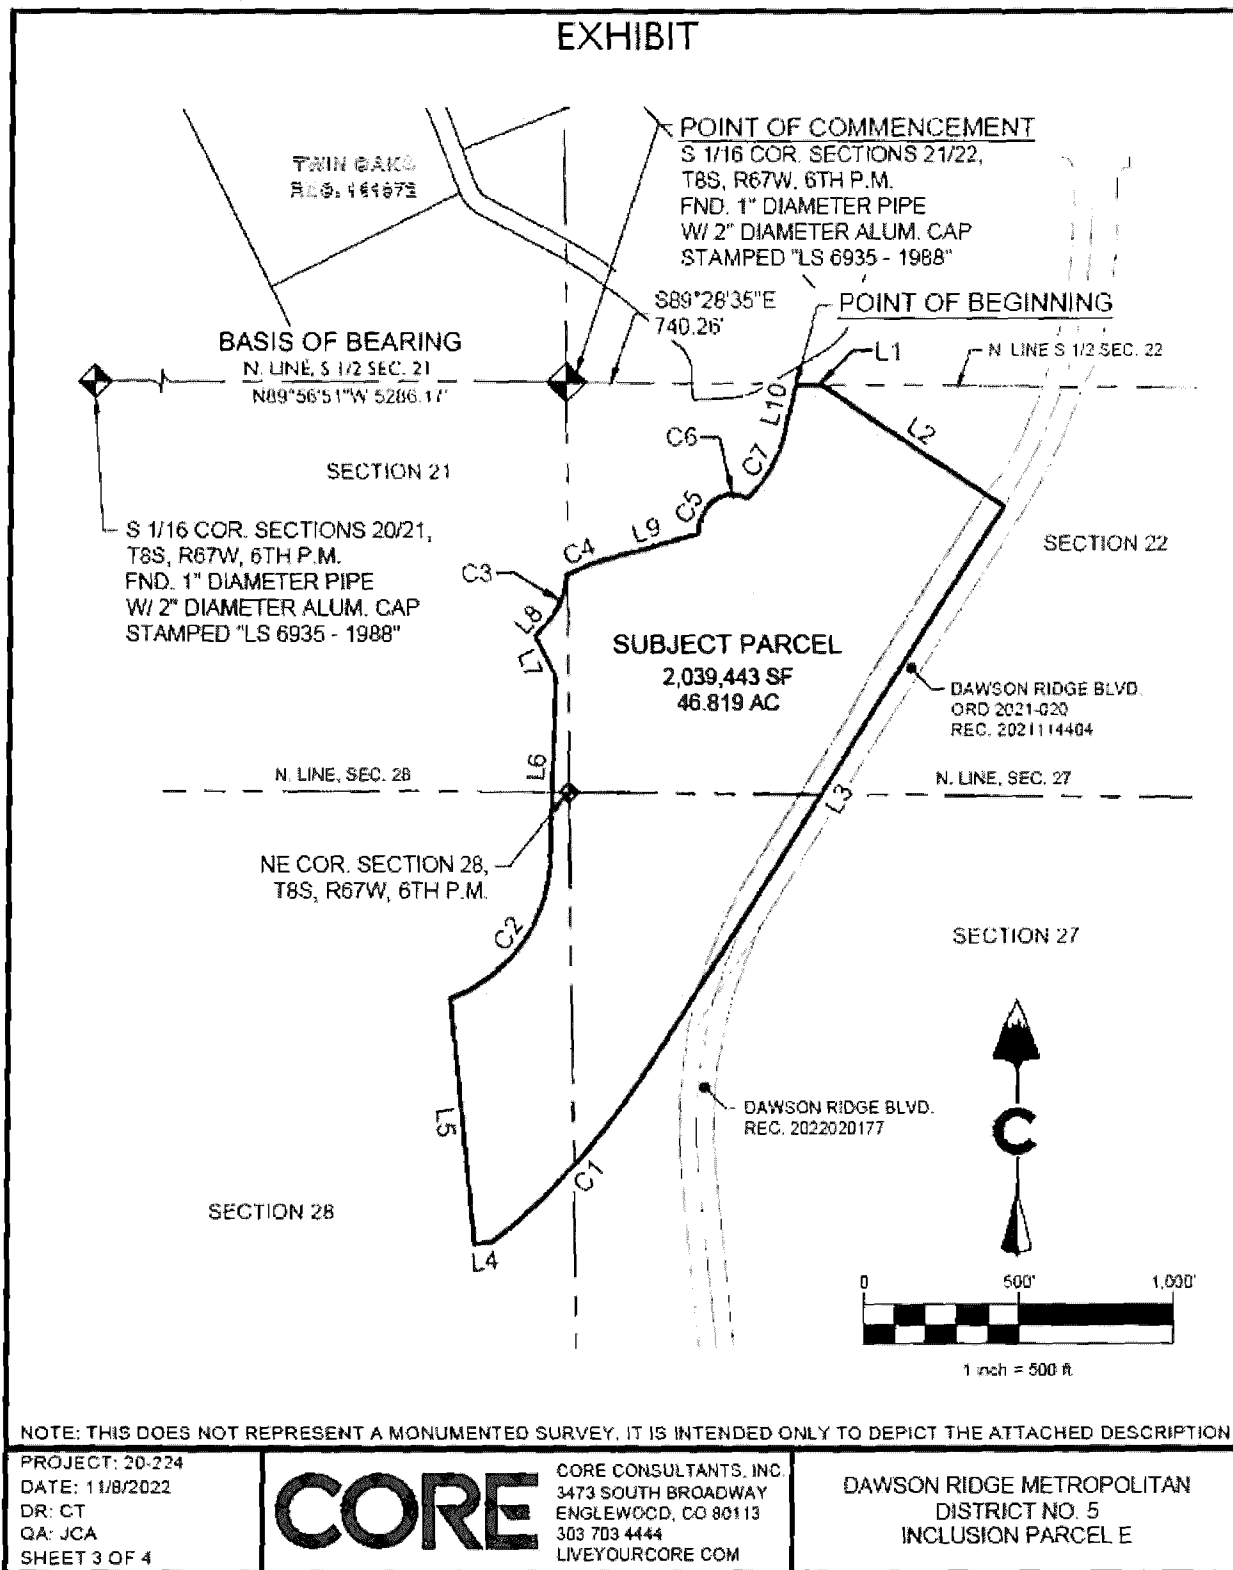 EXHIBIT
TWIN OAKS
POINT OF COMMENCEMENT
S 1/16 COR. SECTIONS 21/22,
T8S, R67W, 6TH P.M.
FND. 1" DIAMETER PIPE
W/ 2" DIAMETER ALUM. CAP
STAMPED "LS 6935 - 1988"
S89°28'35"E
740.26'
POINT OF BEGINNING
BASIS OF BEARING
N. LINE, S 1/2 SEC. 21
N89°56'51"W 5286.17'
L1
N. LINE S 1/2 SEC. 22
L10
L2
C6
C7
SECTION 21
C5
S 1/16 COR. SECTIONS 20/21,
T8S, R67W, 6TH P.M.
FND. 1" DIAMETER PIPE
W/ 2" DIAMETER ALUM. CAP
STAMPED "LS 6935 - 1988"
L9
C4
C3
SECTION 22
L8
L7
SUBJECT PARCEL
2,039,443 SF
46.819 AC
DAWSON RIDGE BLVD.
ORD 2021-020
REC. 2021114404
N. LINE, SEC. 28
L6
N. LINE, SEC. 27
L3
NE COR. SECTION 28,
T8S, R67W, 6TH P.M.
C2
SECTION 27
L5
DAWSON RIDGE BLVD.
REC. 2022020177
C
C1
SECTION 28
L4
0 500' 1,000'
1 inch = 500 ft.
NOTE: THIS DOES NOT REPRESENT A MONUMENTED SURVEY. IT IS INTENDED ONLY TO DEPICT THE ATTACHED DESCRIPTION
PROJECT: 20-224
DATE: 11/8/2022
DR: CT
QA: JCA
SHEET 3 OF 4
CORE
CORE CONSULTANTS, INC.
3473 SOUTH BROADWAY
ENGLEWOOD, CO 80113
303 703 4444
LIVEYOURCORE COM
DAWSON RIDGE METROPOLITAN
DISTRICT NO. 5
INCLUSION PARCEL E